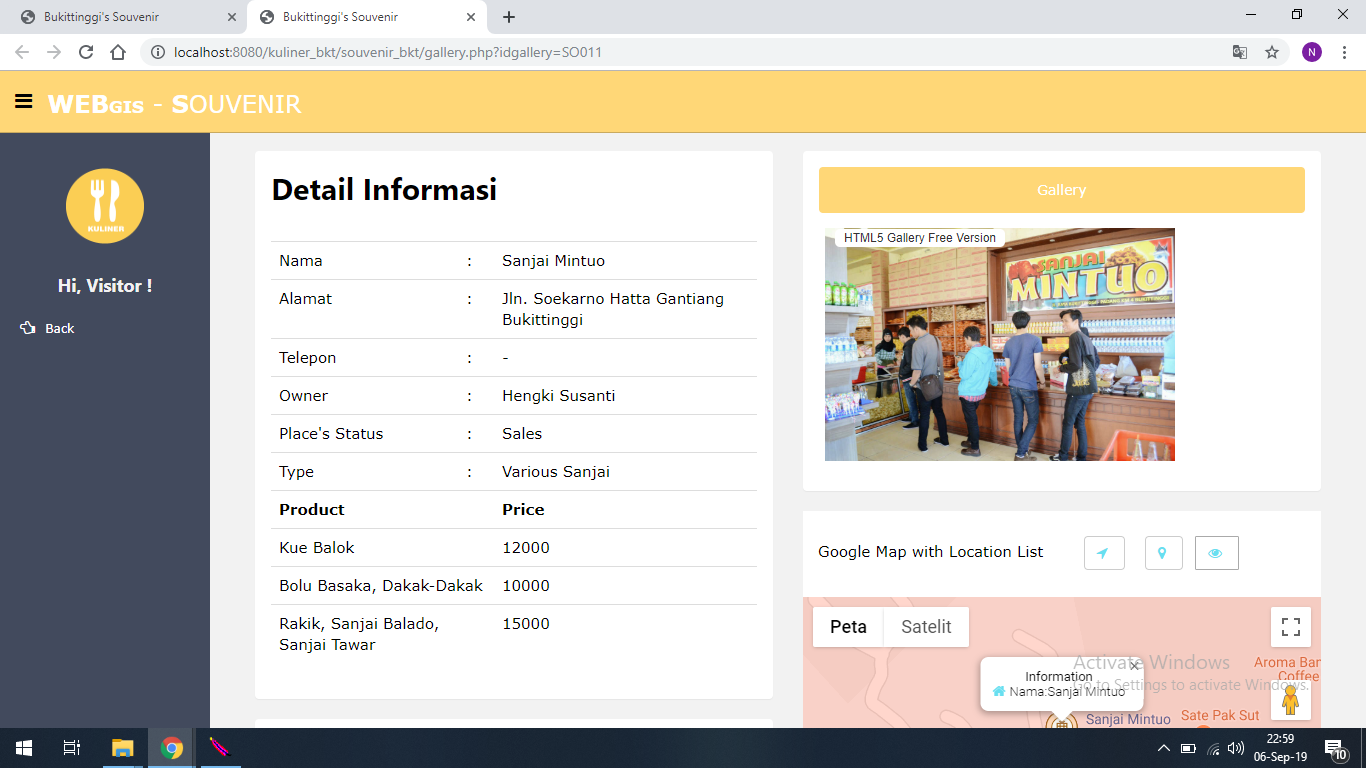 Bukittinggi's Souvenir
Bukittinggi's Souvenir
localhost:8080/kuliner_bkt/souvenir_bkt/gallery.php?idgallery=SO011
N
WEBGIS - SOUVENIR
KULINER
Hi, Visitor !
Back
Detail Informasi
Nama : Sanjai Mintuo
Alamat : Jln. Soekarno Hatta Gantiang
Bukittinggi
Telepon : -
Owner : Hengki Susanti
Place's Status : Sales
Type : Various Sanjai
Product Price
Kue Balok 12000
Bolu Basaka, Dakak-Dakak 10000
Rakik, Sanjai Balado, 15000
Sanjai Tawar
Gallery
HTML5 Gallery Free Version
SANJAI
MINTUO
Google Map with Location List
Peta Satelit
Information
Nama:Sanjai Mintuo
Aroma Ban
Coffee
Sanjai Mintuo
Sate Pak Sut
Activate Windows
Go to Settings to activate Windows.
22:59
06-Sep-19
10